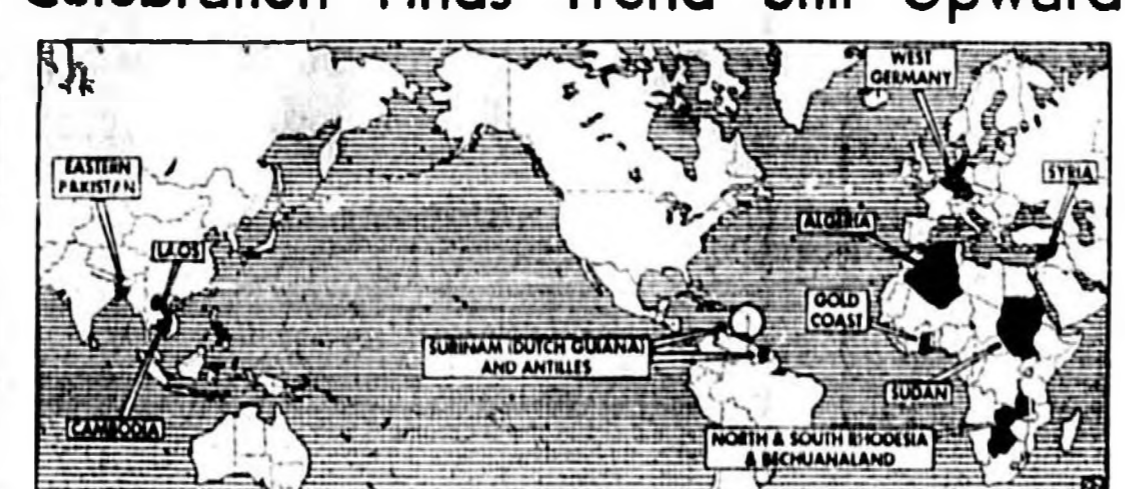 Celebration Finds Trend Still Upward
WEST
GERMANY
EASTERN
PAKISTAN
SYRIA
LAOS
ALGERIA
GOLD
COAST
SURINAM (DUTCH GUIANA)
AND ANTILLES
SUDAN
CAMBODIA
NORTH & SOUTH RHODESIA
& BECHUANALAND